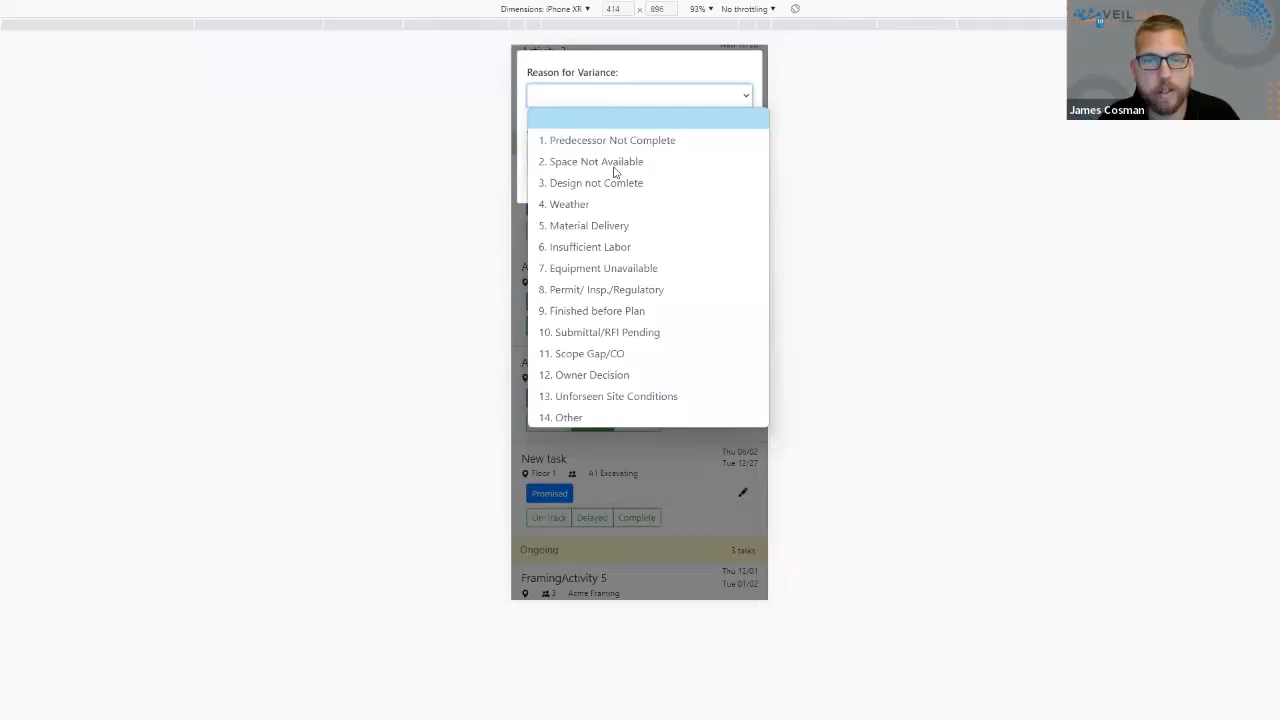 Dimensions: iPhone XR 414 x 896 93% No throttling
VEIL
James Cosman
Reason for Variance:
1. Predecessor Not Complete
2. Space Not Available
3. Design not Comlete
4. Weather
5. Material Delivery
6. Insufficient Labor
7. Equipment Unavailable
8. Permit/ Insp./Regulatory
9. Finished before Plan
10. Submittal/RFI Pending
11. Scope Gap/CO
12. Owner Decision
13. Unforseen Site Conditions
14. Other
New task Thu 06/02
Tue 12/27
Floor 1 A1 Excavating
Promised
On-Track Delayed Complete
Ongoing 3 tasks
FramingActivity 5 Thu 12/01
Tue 01/02
3 Acme Framing